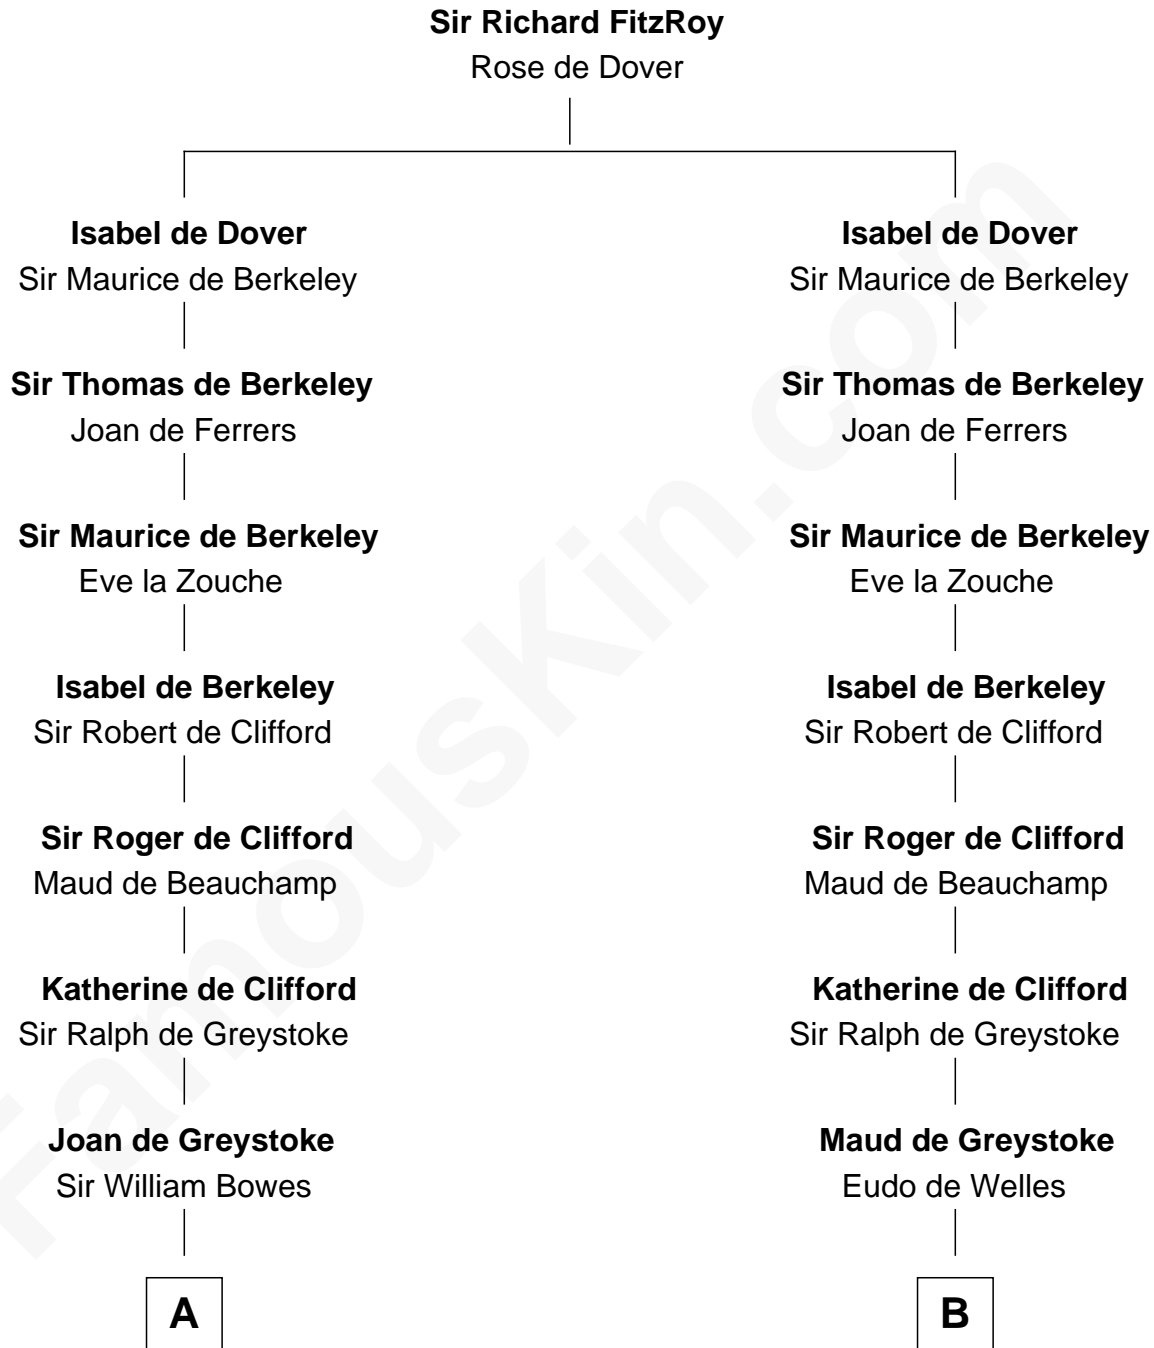 Sir Richard FitzRoy
Rose de Dover
Isabel de Dover
Sir Maurice de Berkeley
Isabel de Dover
Sir Maurice de Berkeley
Sir Thomas de Berkeley
Joan de Ferrers
Sir Thomas de Berkeley
Joan de Ferrers
Sir Maurice de Berkeley
Eve la Zouche
Sir Maurice de Berkeley
Eve la Zouche
Isabel de Berkeley
Sir Robert de Clifford
Isabel de Berkeley
Sir Robert de Clifford
Sir Roger de Clifford
Maud de Beauchamp
Sir Roger de Clifford
Maud de Beauchamp
Katherine de Clifford
Sir Ralph de Greystoke
Katherine de Clifford
Sir Ralph de Greystoke
Joan de Greystoke
Sir William Bowes
Maud de Greystoke
Eudo de Welles
A
B
FamousKin.com